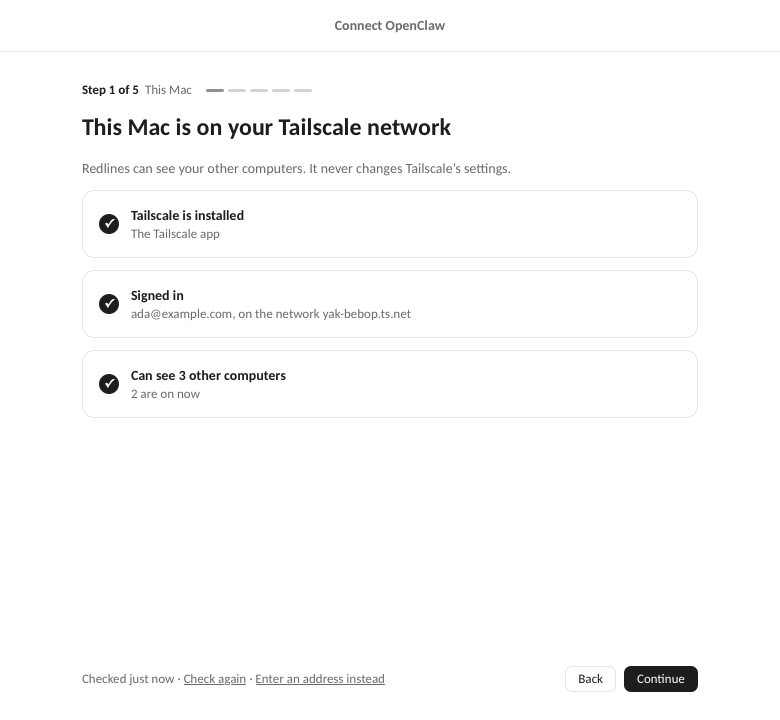 Connect OpenClaw
Step 1 of 5 This Mac
This Mac is on your Tailscale network
Redlines can see your other computers. It never changes Tailscale's settings.
Tailscale is installed
The Tailscale app
Signed in
ada@example.com, on the network yak-bebop.ts.net
Can see 3 other computers
2 are on now
Checked just now · Check again · Enter an address instead
Back
Continue